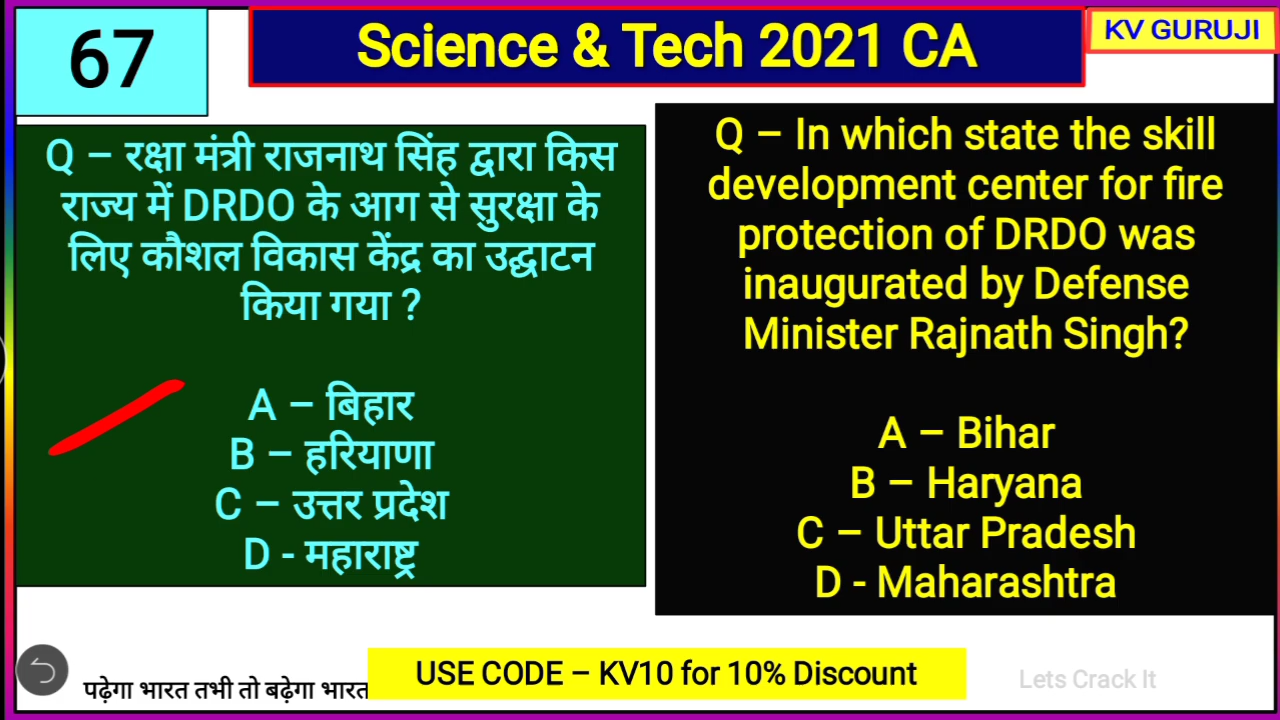 67
Science & Tech 2021 CA
KV GURUJI
Q – रक्षा मंत्री राजनाथ सिंह द्वारा किस
राज्य में DRDO के आग से सुरक्षा के
लिए कौशल विकास केंद्र का उद्घाटन
किया गया ?
A – बिहार
B – हरियाणा
C – उत्तर प्रदेश
D - महाराष्ट्र
Q – In which state the skill
development center for fire
protection of DRDO was
inaugurated by Defense
Minister Rajnath Singh?
A – Bihar
B – Haryana
C – Uttar Pradesh
D - Maharashtra
पढ़ेगा भारत तभी तो बढ़ेगा भारत
USE CODE – KV10 for 10% Discount
Lets Crack It